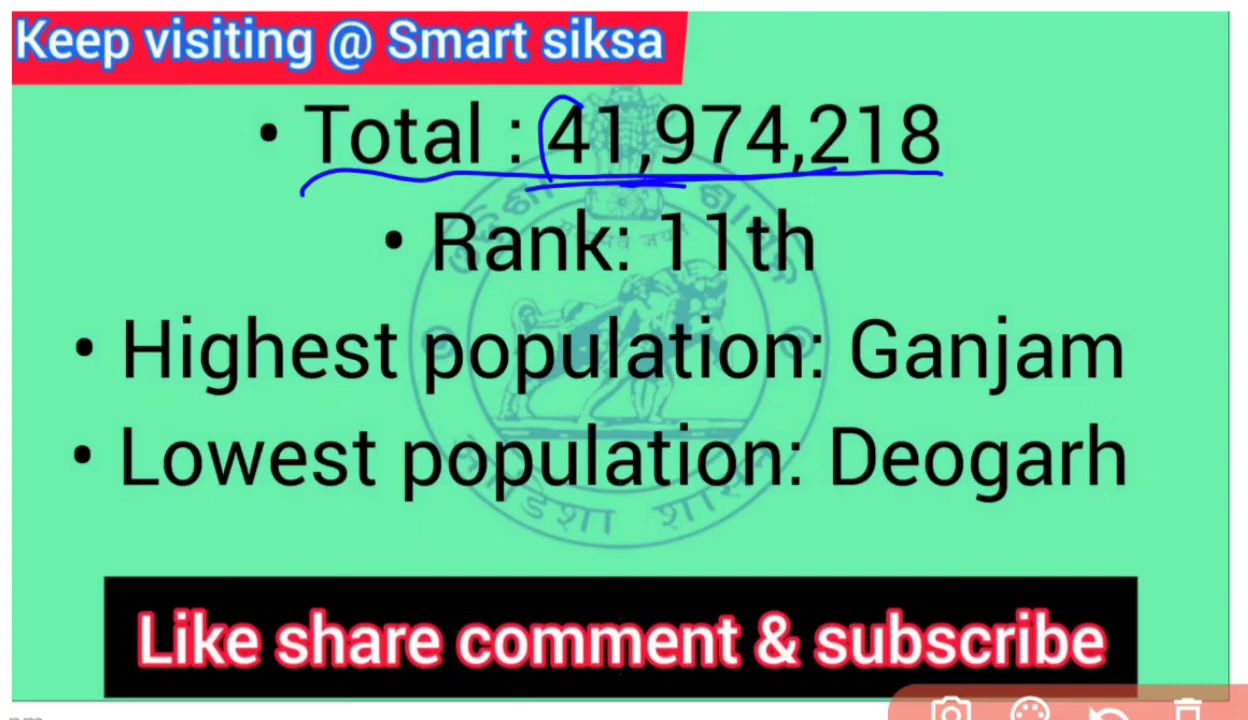 Keep visiting @ Smart siksa
• Total : 41,974,218
• Rank: 11th
• Highest population: Ganjam
• Lowest population: Deogarh
Like share comment & subscribe